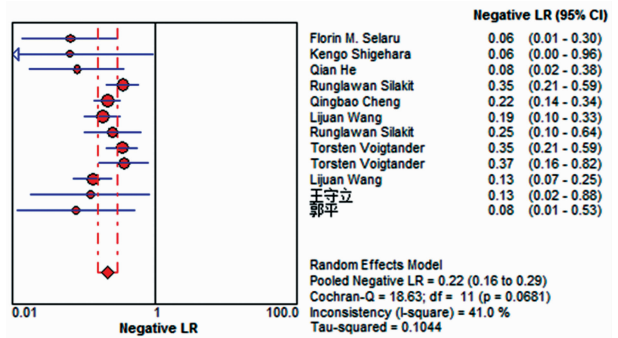 Negative LR (95% CI)
Florin M. Selaru 0.06 (0.01 - 0.30)
Kengo Shigehara 0.06 (0.00 - 0.96)
Qian He 0.08 (0.02 - 0.38)
Runglawan Silakit 0.35 (0.21 - 0.59)
Qingbao Cheng 0.22 (0.14 - 0.34)
Lijuan Wang 0.19 (0.10 - 0.33)
Runglawan Silakit 0.25 (0.10 - 0.64)
Torsten Voigtander 0.35 (0.21 - 0.59)
Torsten Voigtander 0.37 (0.16 - 0.82)
Lijuan Wang 0.13 (0.07 - 0.25)
王守立 0.13 (0.02 - 0.88)
郭平 0.08 (0.01 - 0.53)
Random Effects Model
Pooled Negative LR = 0.22 (0.16 to 0.29)
Cochran-Q = 18.63; df = 11 (p = 0.0681)
Inconsistency (I-square) = 41.0 %
Tau-squared = 0.1044
0.01 1 100.0
Negative LR